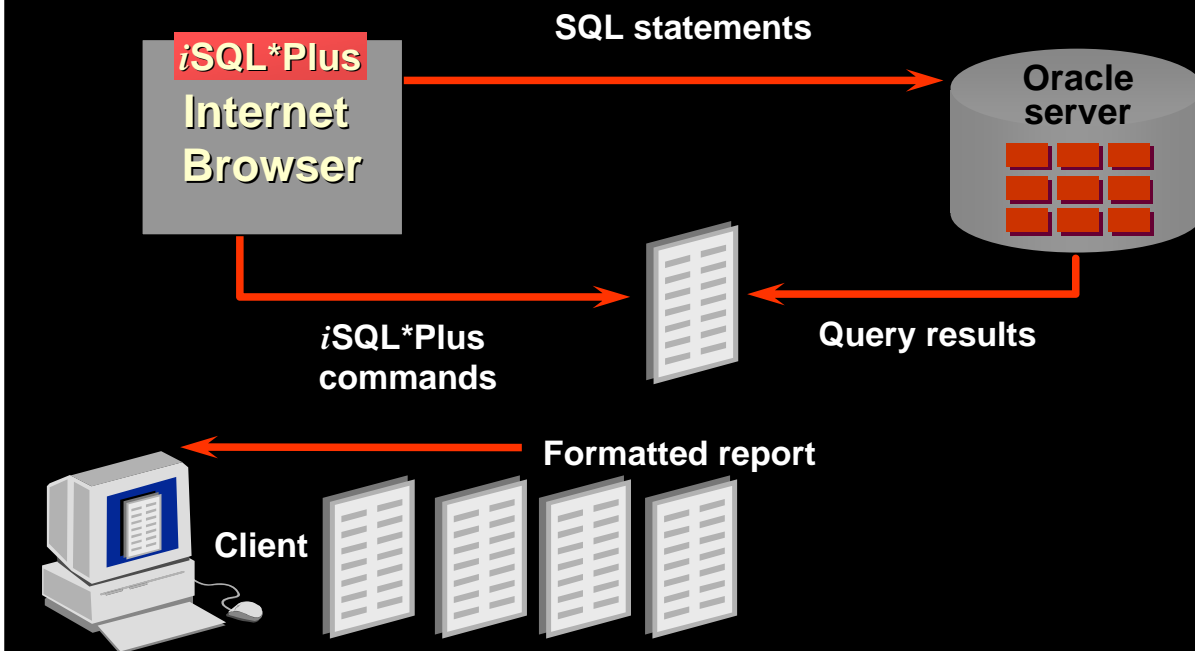 SQL statements
iSQL*Plus
Internet
Browser
Oracle
server
iSQL*Plus
commands
Query results
Formatted report
Client